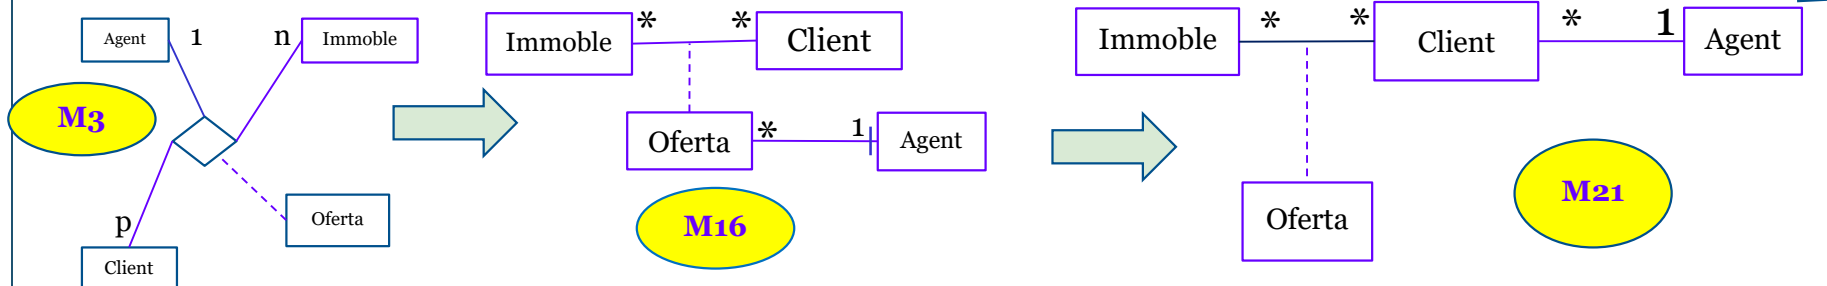 Agent 1 n Immoble
M3
p Oferta
Client
Immoble * * Client
Oferta * 1 Agent
M16
Immoble * * Client * 1 Agent
M21
Oferta